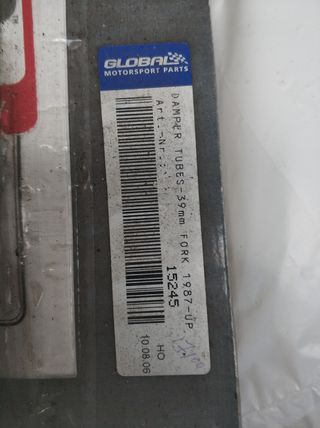 GLOBAL
MOTORSPORT PARTS
DAMPER TUBES-39mm FORK 1987-UP
Art.-Nr.:
15245
HO
10.08.06